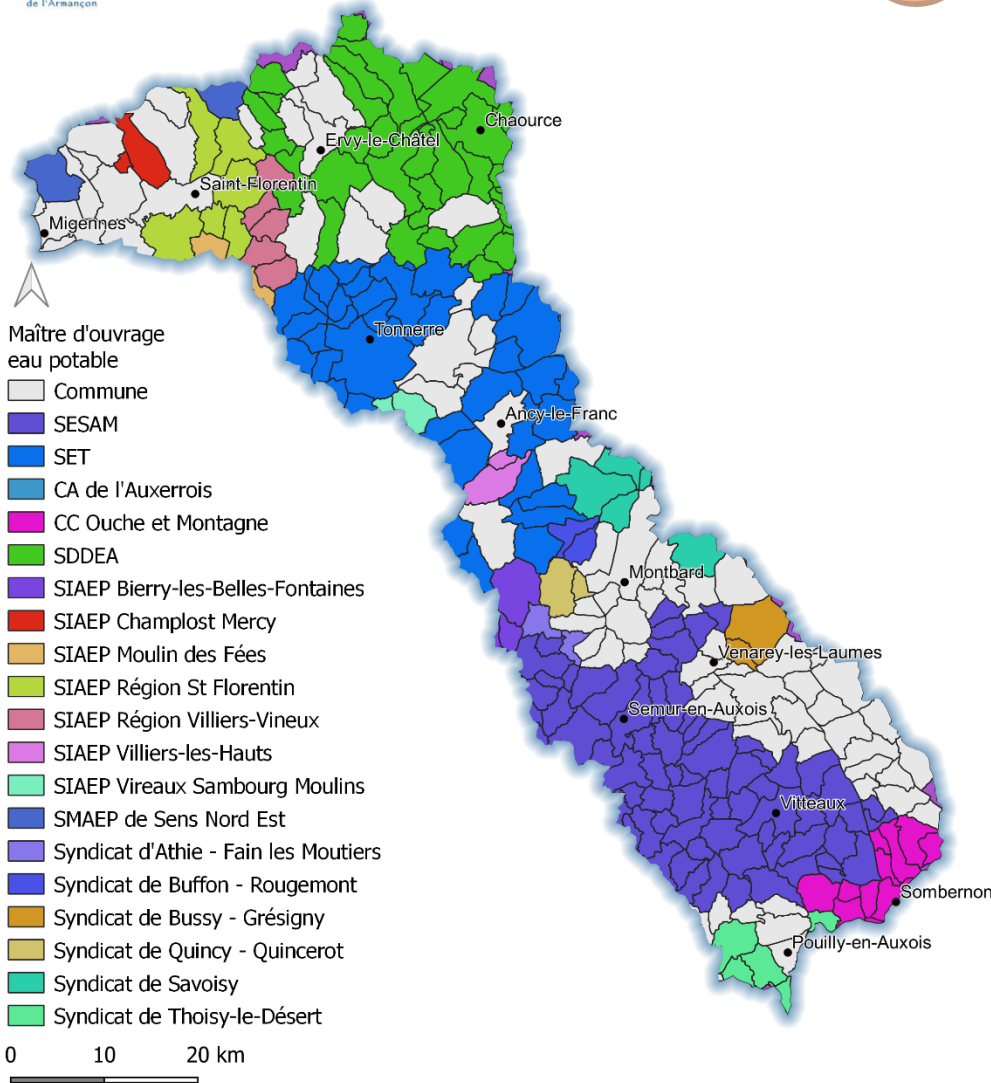 de l'Armançon
Chaource
Ervy-le-Châtel
Saint-Florentin
Migennes
Tonnerre
Ancy-le-Franc
Montbard
Venarey-les-Laumes
Semur-en-Auxois
Vitteaux
Sombernon
Pouilly-en-Auxois
Maître d'ouvrage
eau potable
Commune
SESAM
SET
CA de l'Auxerrois
CC Ouche et Montagne
SDDEA
SIAEP Bierry-les-Belles-Fontaines
SIAEP Champlost Mercy
SIAEP Moulin des Fées
SIAEP Région St Florentin
SIAEP Région Villiers-Vineux
SIAEP Villiers-les-Hauts
SIAEP Vireaux Sambourg Moulins
SMAEP de Sens Nord Est
Syndicat d'Athie - Fain les Moutiers
Syndicat de Buffon - Rougemont
Syndicat de Bussy - Grésigny
Syndicat de Quincy - Quincerot
Syndicat de Savoisy
Syndicat de Thoisy-le-Désert
0 10 20 km